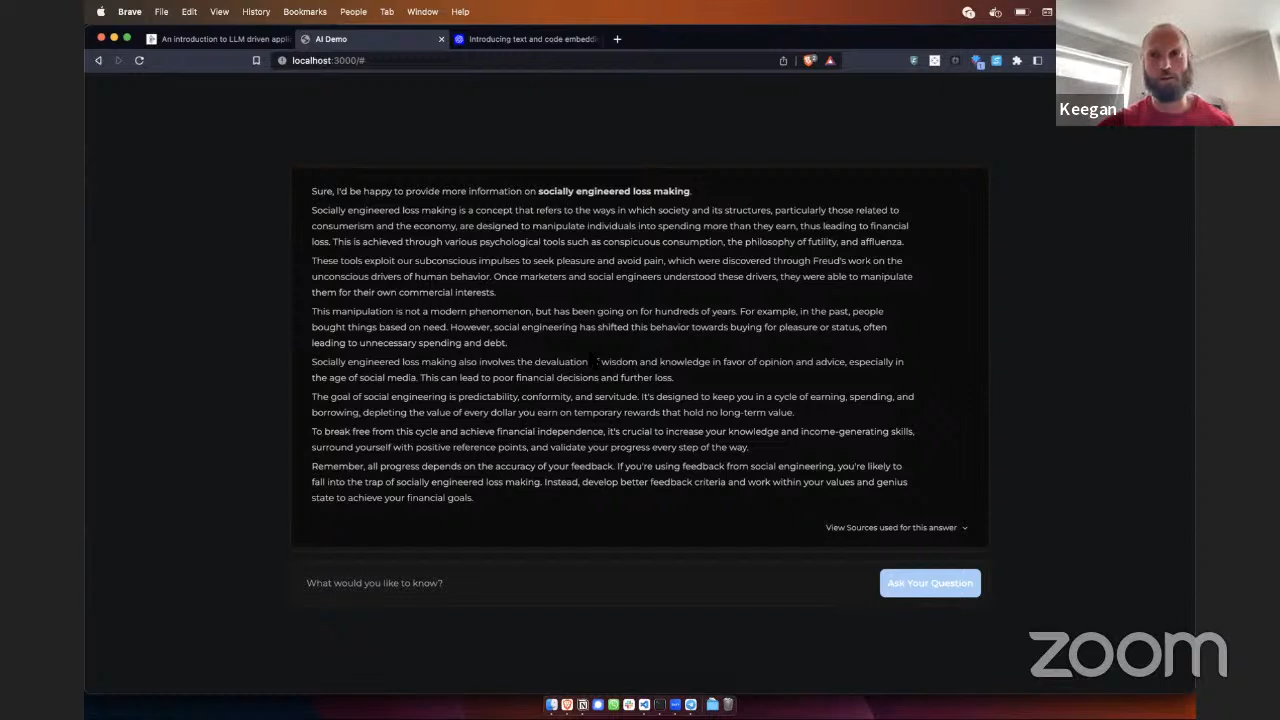 Brave File Edit View History Bookmarks People Tab Window Help
An introduction to LLM driven appli
AI Demo
Introducing text and code embeddi
localhost:3000/#
Keegan
Sure, I'd be happy to provide more information on socially engineered loss making.
Socially engineered loss making is a concept that refers to the ways in which society and its structures, particularly those related to
consumerism and the economy, are designed to manipulate individuals into spending more than they earn, thus leading to financial
loss. This is achieved through various psychological tools such as conspicuous consumption, the philosophy of futility, and affluenza.
These tools exploit our subconscious impulses to seek pleasure and avoid pain, which were discovered through Freud's work on the
unconscious drivers of human behavior. Once marketers and social engineers understood these drivers, they were able to manipulate
them for their own commercial interests.
This manipulation is not a modern phenomenon, but has been going on for hundreds of years. For example, in the past, people
bought things based on need. However, social engineering has shifted this behavior towards buying for pleasure or status, often
leading to unnecessary spending and debt.
Socially engineered loss making also involves the devaluation wisdom and knowledge in favor of opinion and advice, especially in
the age of social media. This can lead to poor financial decisions and further loss.
The goal of social engineering is predictability, conformity, and servitude. It's designed to keep you in a cycle of earning, spending, and
borrowing, depleting the value of every dollar you earn on temporary rewards that hold no long-term value.
To break free from this cycle and achieve financial independence, it's crucial to increase your knowledge and income-generating skills,
surround yourself with positive reference points, and validate your progress every step of the way.
Remember, all progress depends on the accuracy of your feedback. If you're using feedback from social engineering, you're likely to
fall into the trap of socially engineered loss making. Instead, develop better feedback criteria and work within your values and genius
state to achieve your financial goals.
View Sources used for this answer
What would you like to know?
Ask Your Question
zoom